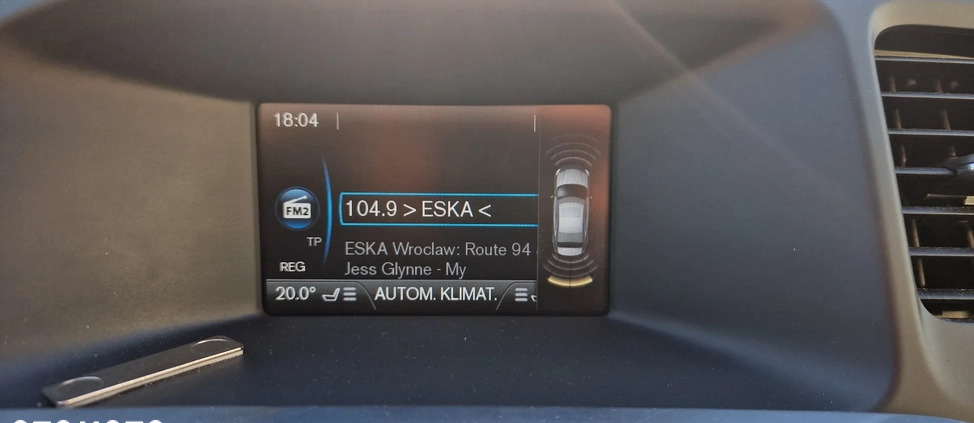 18:04
FM2
104.9 > ESKA <
TP
ESKA Wroclaw: Route 94
REG
Jess Glynne - My
20.0°
AUTOM. KLIMAT.